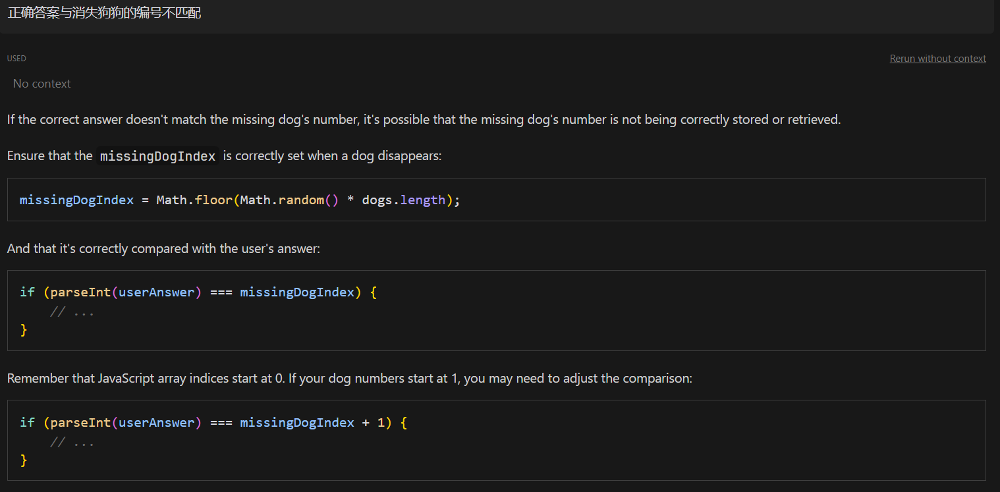 正确答案与消失狗狗的编号不匹配
USED
Rerun without context
No context
If the correct answer doesn't match the missing dog's number, it's possible that the missing dog's number is not being correctly stored or retrieved.
Ensure that the missingDogIndex is correctly set when a dog disappears:
missingDogIndex = Math.floor(Math.random() * dogs.length);
And that it's correctly compared with the user's answer:
if (parseInt(userAnswer) === missingDogIndex) {
// ...
}
Remember that JavaScript array indices start at 0. If your dog numbers start at 1, you may need to adjust the comparison:
if (parseInt(userAnswer) === missingDogIndex + 1) {
// ...
}